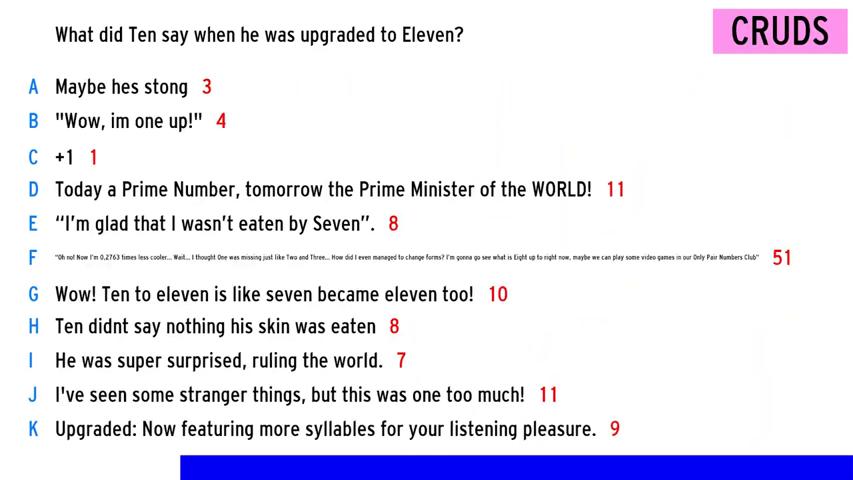 What did Ten say when he was upgraded to Eleven?
CRUDS
A Maybe hes stong 3
B "Wow, im one up!" 4
C +1 1
D Today a Prime Number, tomorrow the Prime Minister of the WORLD! 11
E “I’m glad that I wasn’t eaten by Seven”. 8
F "Oh no! Now I'm 0,2763 times less cooler... Wait... I thought One was missing just like Two and Three... How did I even managed to change forms? I'm gonna go see what is Eight up to right now, maybe we can play some video games in our Only Pair Numbers Club" 51
G Wow! Ten to eleven is like seven became eleven too! 10
H Ten didnt say nothing his skin was eaten 8
I He was super surprised, ruling the world. 7
J I've seen some stranger things, but this was one too much! 11
K Upgraded: Now featuring more syllables for your listening pleasure. 9